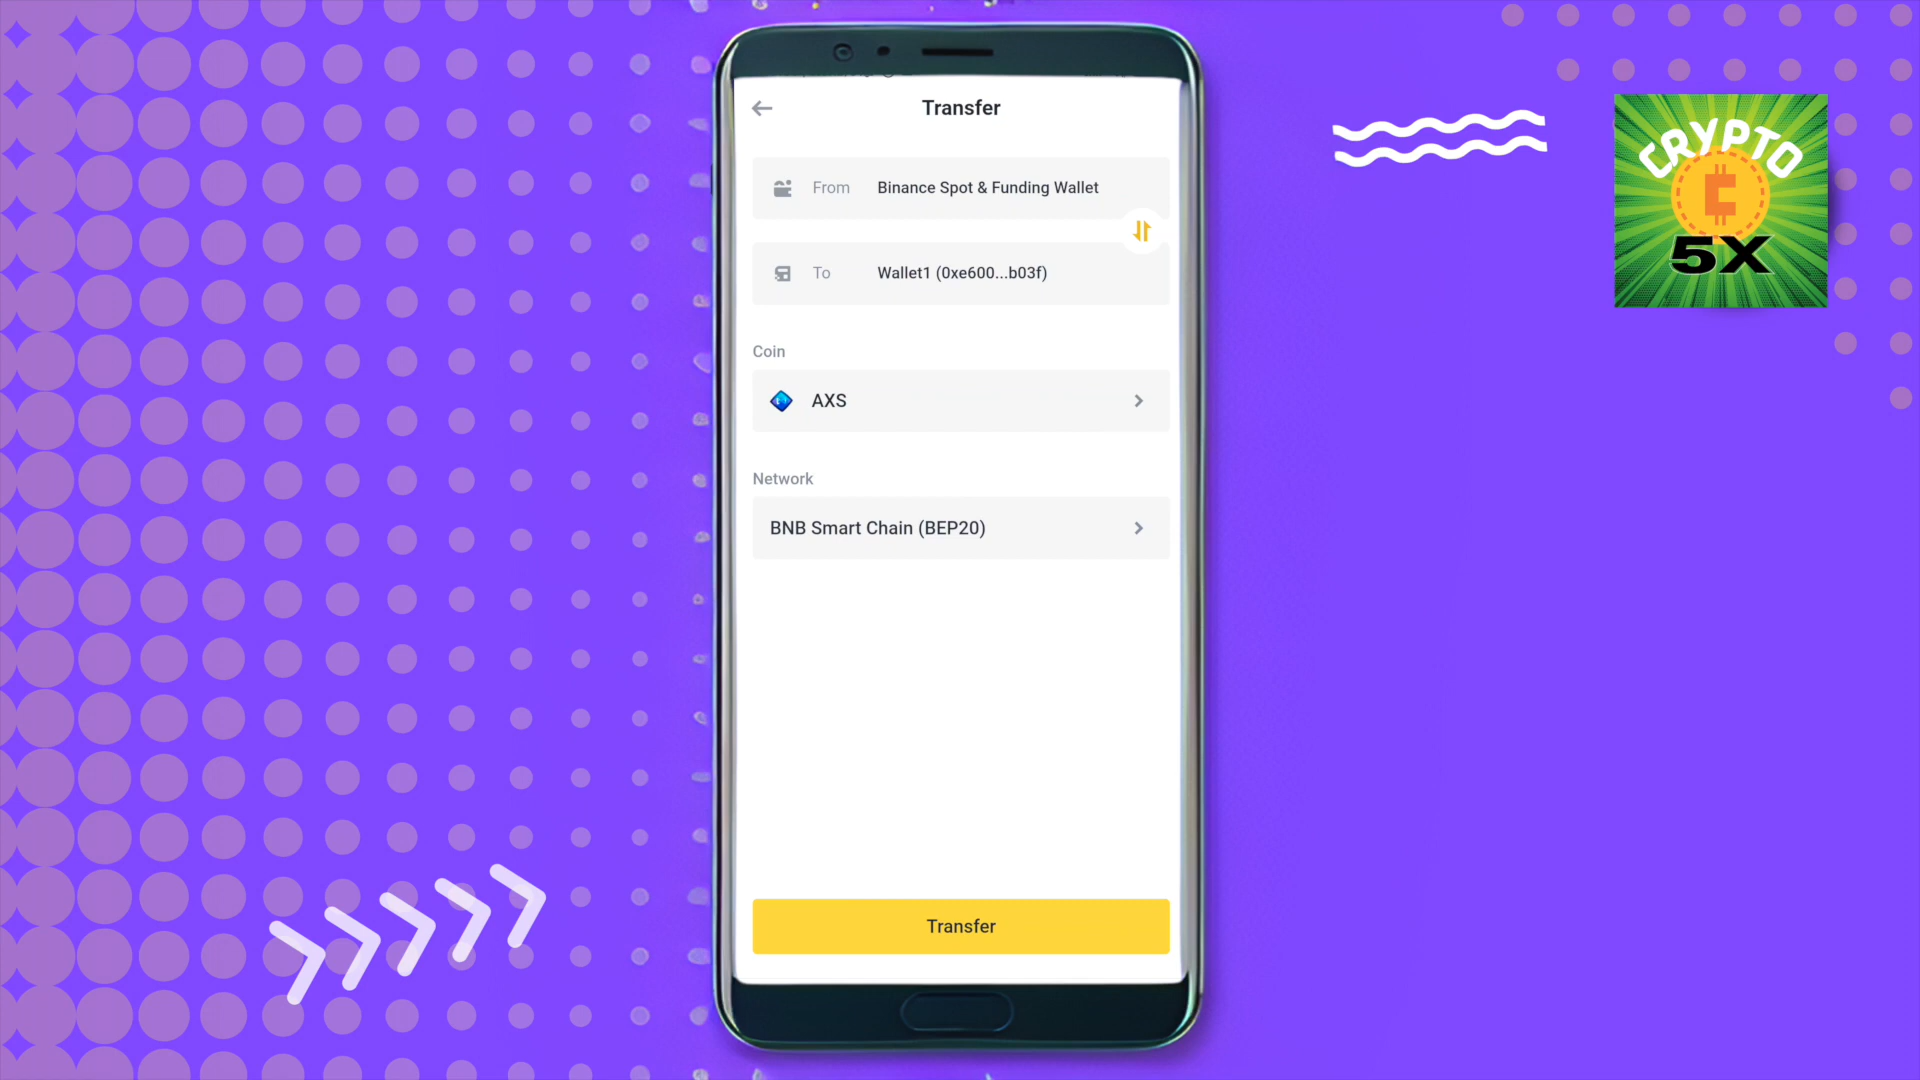 Transfer
From Binance Spot & Funding Wallet
To Wallet1 (0xe600...b03f)
Coin
AXS
Network
BNB Smart Chain (BEP20)
Transfer
CRYPTO
5X